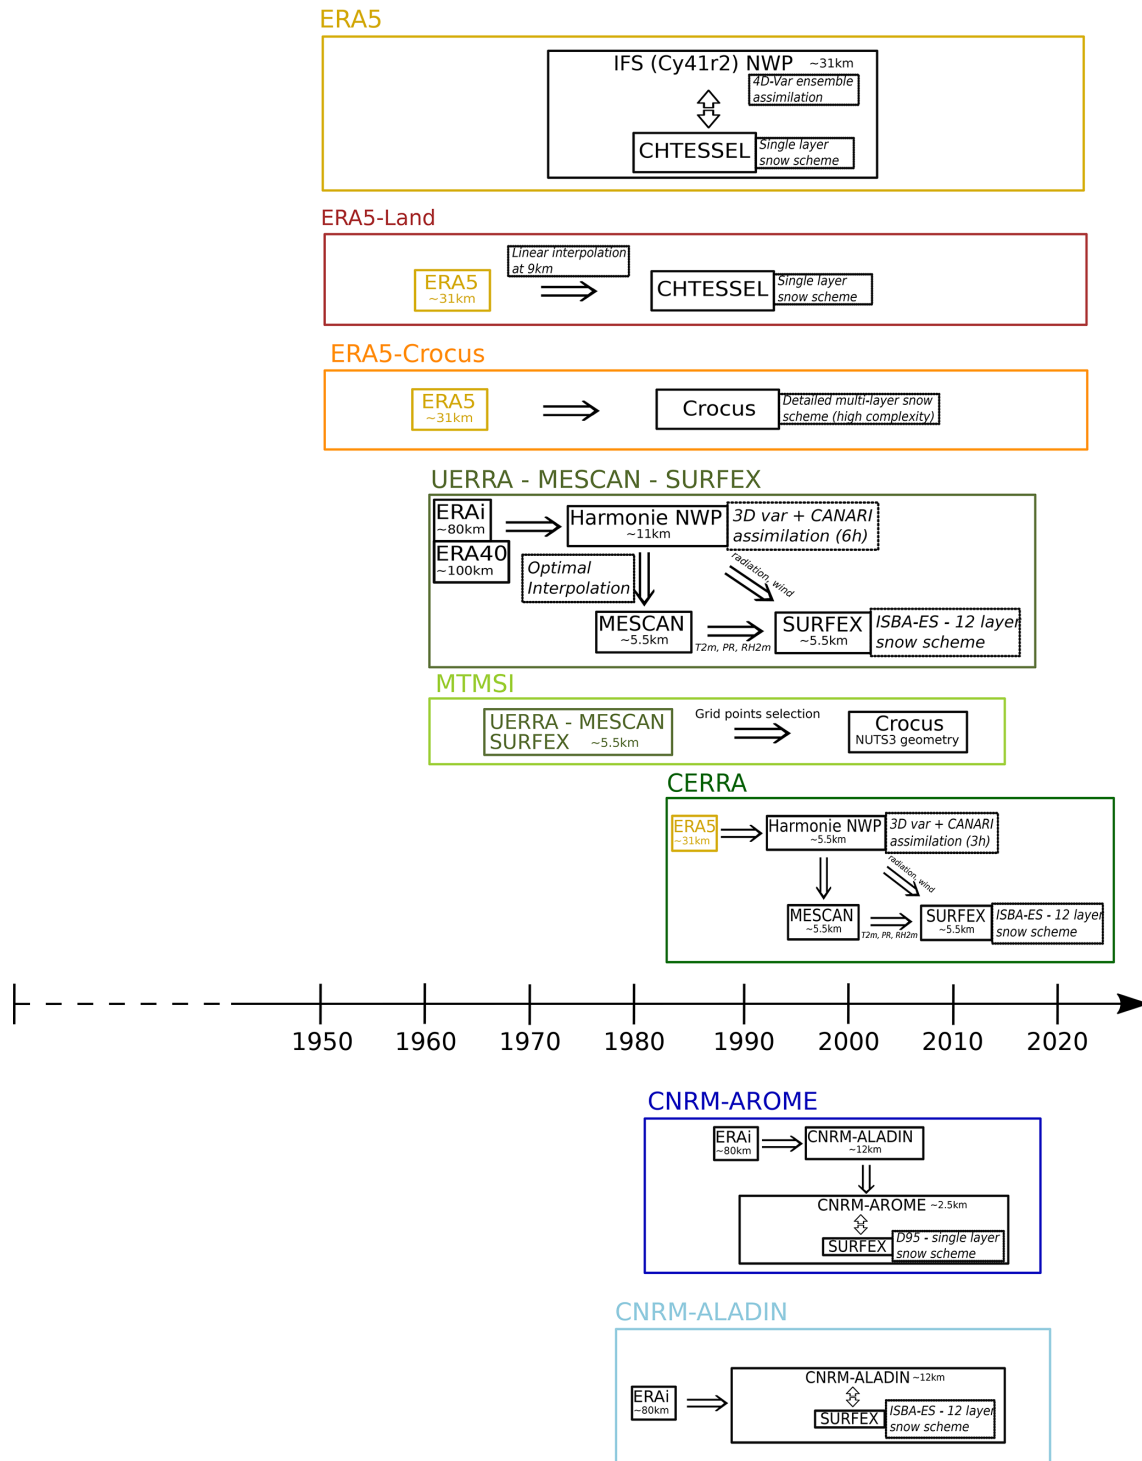 ERA5
IFS (Cy41r2) NWP ~31km
4D-Var ensemble
assimilation
CHTESSEL
Single layer
snow scheme
ERA5-Land
Linear interpolation
at 9km
ERA5
~31km
CHTESSEL
Single layer
snow scheme
ERA5-Crocus
ERA5
~31km
Crocus
Detailed multi-layer snow
scheme (high complexity)
UERRA - MESCAN - SURFEX
ERAi
~80km
ERA40
~100km
Harmonie NWP
~11km
3D var + CANARI
assimilation (6h)
Optimal
Interpolation
radiation, wind
MESCAN
~5.5km
T2m, PR, RH2m
SURFEX
~5.5km
ISBA-ES - 12 layer
snow scheme
MTMSI
UERRA - MESCAN
SURFEX ~5.5km
Grid points selection
Crocus
NUTS3 geometry
CERRA
ERA5
~31km
Harmonie NWP
~5.5km
3D var + CANARI
assimilation (3h)
radiation, wind
MESCAN
~5.5km
T2m, PR, RH2m
SURFEX
~5.5km
ISBA-ES - 12 layer
snow scheme
1950 1960 1970 1980 1990 2000 2010 2020
CNRM-AROME
ERAi
~80km
CNRM-ALADIN
~12km
CNRM-AROME ~2.5km
SURFEX
D95 - single layer
snow scheme
CNRM-ALADIN
ERAi
~80km
CNRM-ALADIN ~12km
SURFEX
ISBA-ES - 12 layer
snow scheme